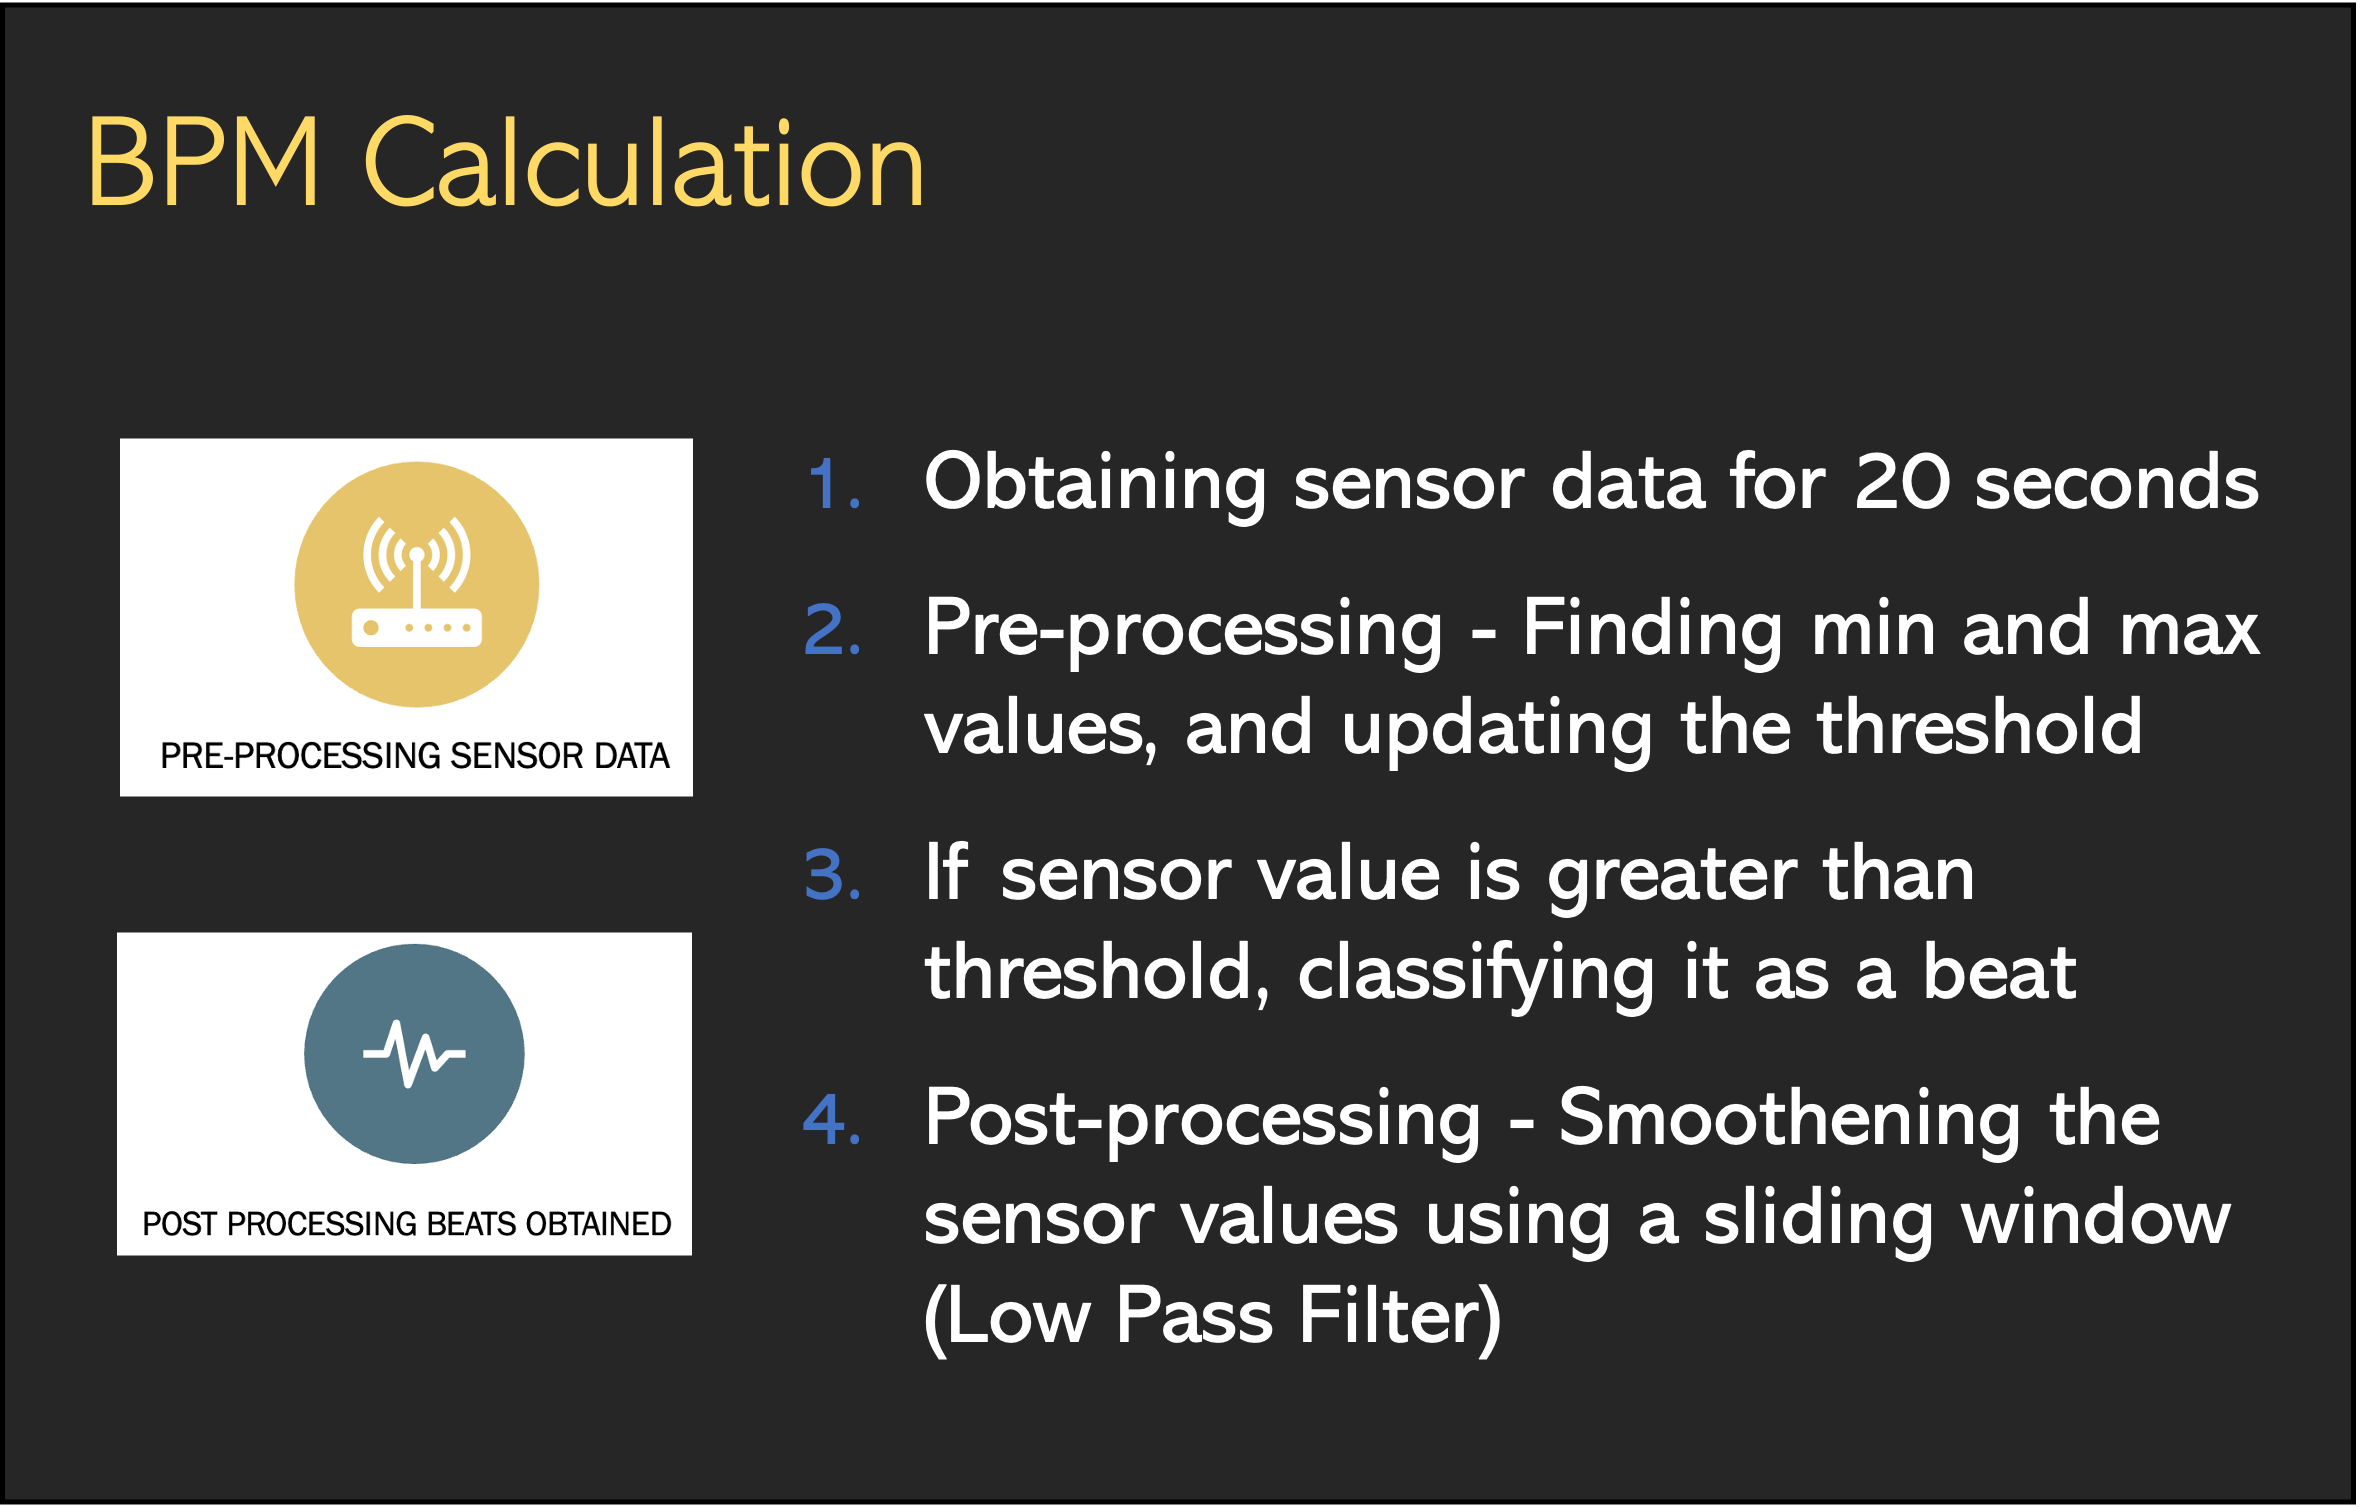 BPM Calculation
PRE-PROCESSING SENSOR DATA
POST PROCESSING BEATS OBTAINED
1. Obtaining sensor data for 20 seconds
2. Pre-processing - Finding min and max
values, and updating the threshold
3. If sensor value is greater than
threshold, classifying it as a beat
4. Post-processing - Smoothening the
sensor values using a sliding window
(Low Pass Filter)